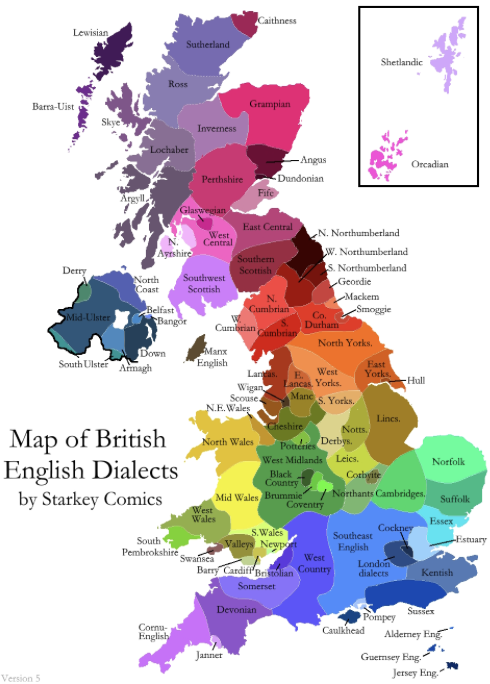 Lewisian
Caithness
Sutherland
Shetlandic
Ross
Barra-Uist
Skye
Grampian
Inverness
Lochaber
Orcadian
Angus
Perthshire
Dundonian
Fife
Argyll
Glaswegian
East Central
West
Central
N.
Ayrshire
N. Northumberland
W. Northumberland
S. Northumberland
Southern
Scottish
Derry
North
Coast
Southwest
Scottish
Geordie
Mackem
Smoggie
N.
Cumbrian
Co.
Durham
Mid-Ulster
Belfast
Bangor
W.
Cumbrian
S.
Cumbrian
North Yorks.
Down
Manx
English
South Ulster
Armagh
Lancs.
E.
Lancs.
West
Yorks.
East
Yorks.
Hull
Wigan
Manc
S. Yorks.
Scouse
N.E.Wales
Lincs.
Cheshire
Notts.
Map of British
English Dialects
by Starkey Comics
North Wales
Potteries
Derbys.
West Midlands
Leics.
Norfolk
Black
Country
Corbyite
Mid Wales
Brummie
Coventry
Northants
Cambridges.
Suffolk
West
Wales
Essex
South
Pembrokshire
S.Wales
Valleys
Newport
Southeast
English
Cockney
Estuary
Swansea
Barry
Cardiff
Bristolian
West
Country
London
dialects
Kentish
Somerset
Devonian
Sussex
Pompey
Caulkhead
Cornu-
English
Alderney Eng.
Janner
Guernsey Eng.
Jersey Eng.
Version 5